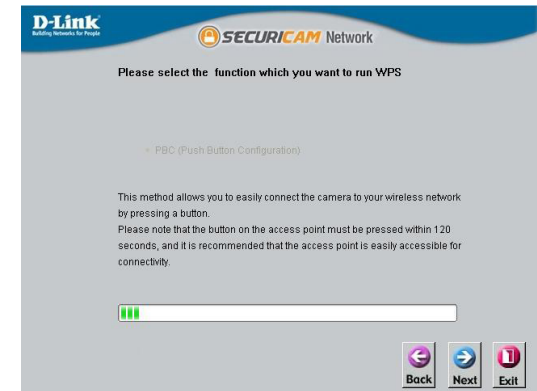 D-Link
Building Networks for People
SECURICAM Network
Please select the function which you want to run WPS
PBC (Push Button Configuration)
This method allows you to easily connect the camera to your wireless network
by pressing a button.
Please note that the button on the access point must be pressed within 120
seconds, and it is recommended that the access point is easily accessible for
connectivity.
Back Next Exit